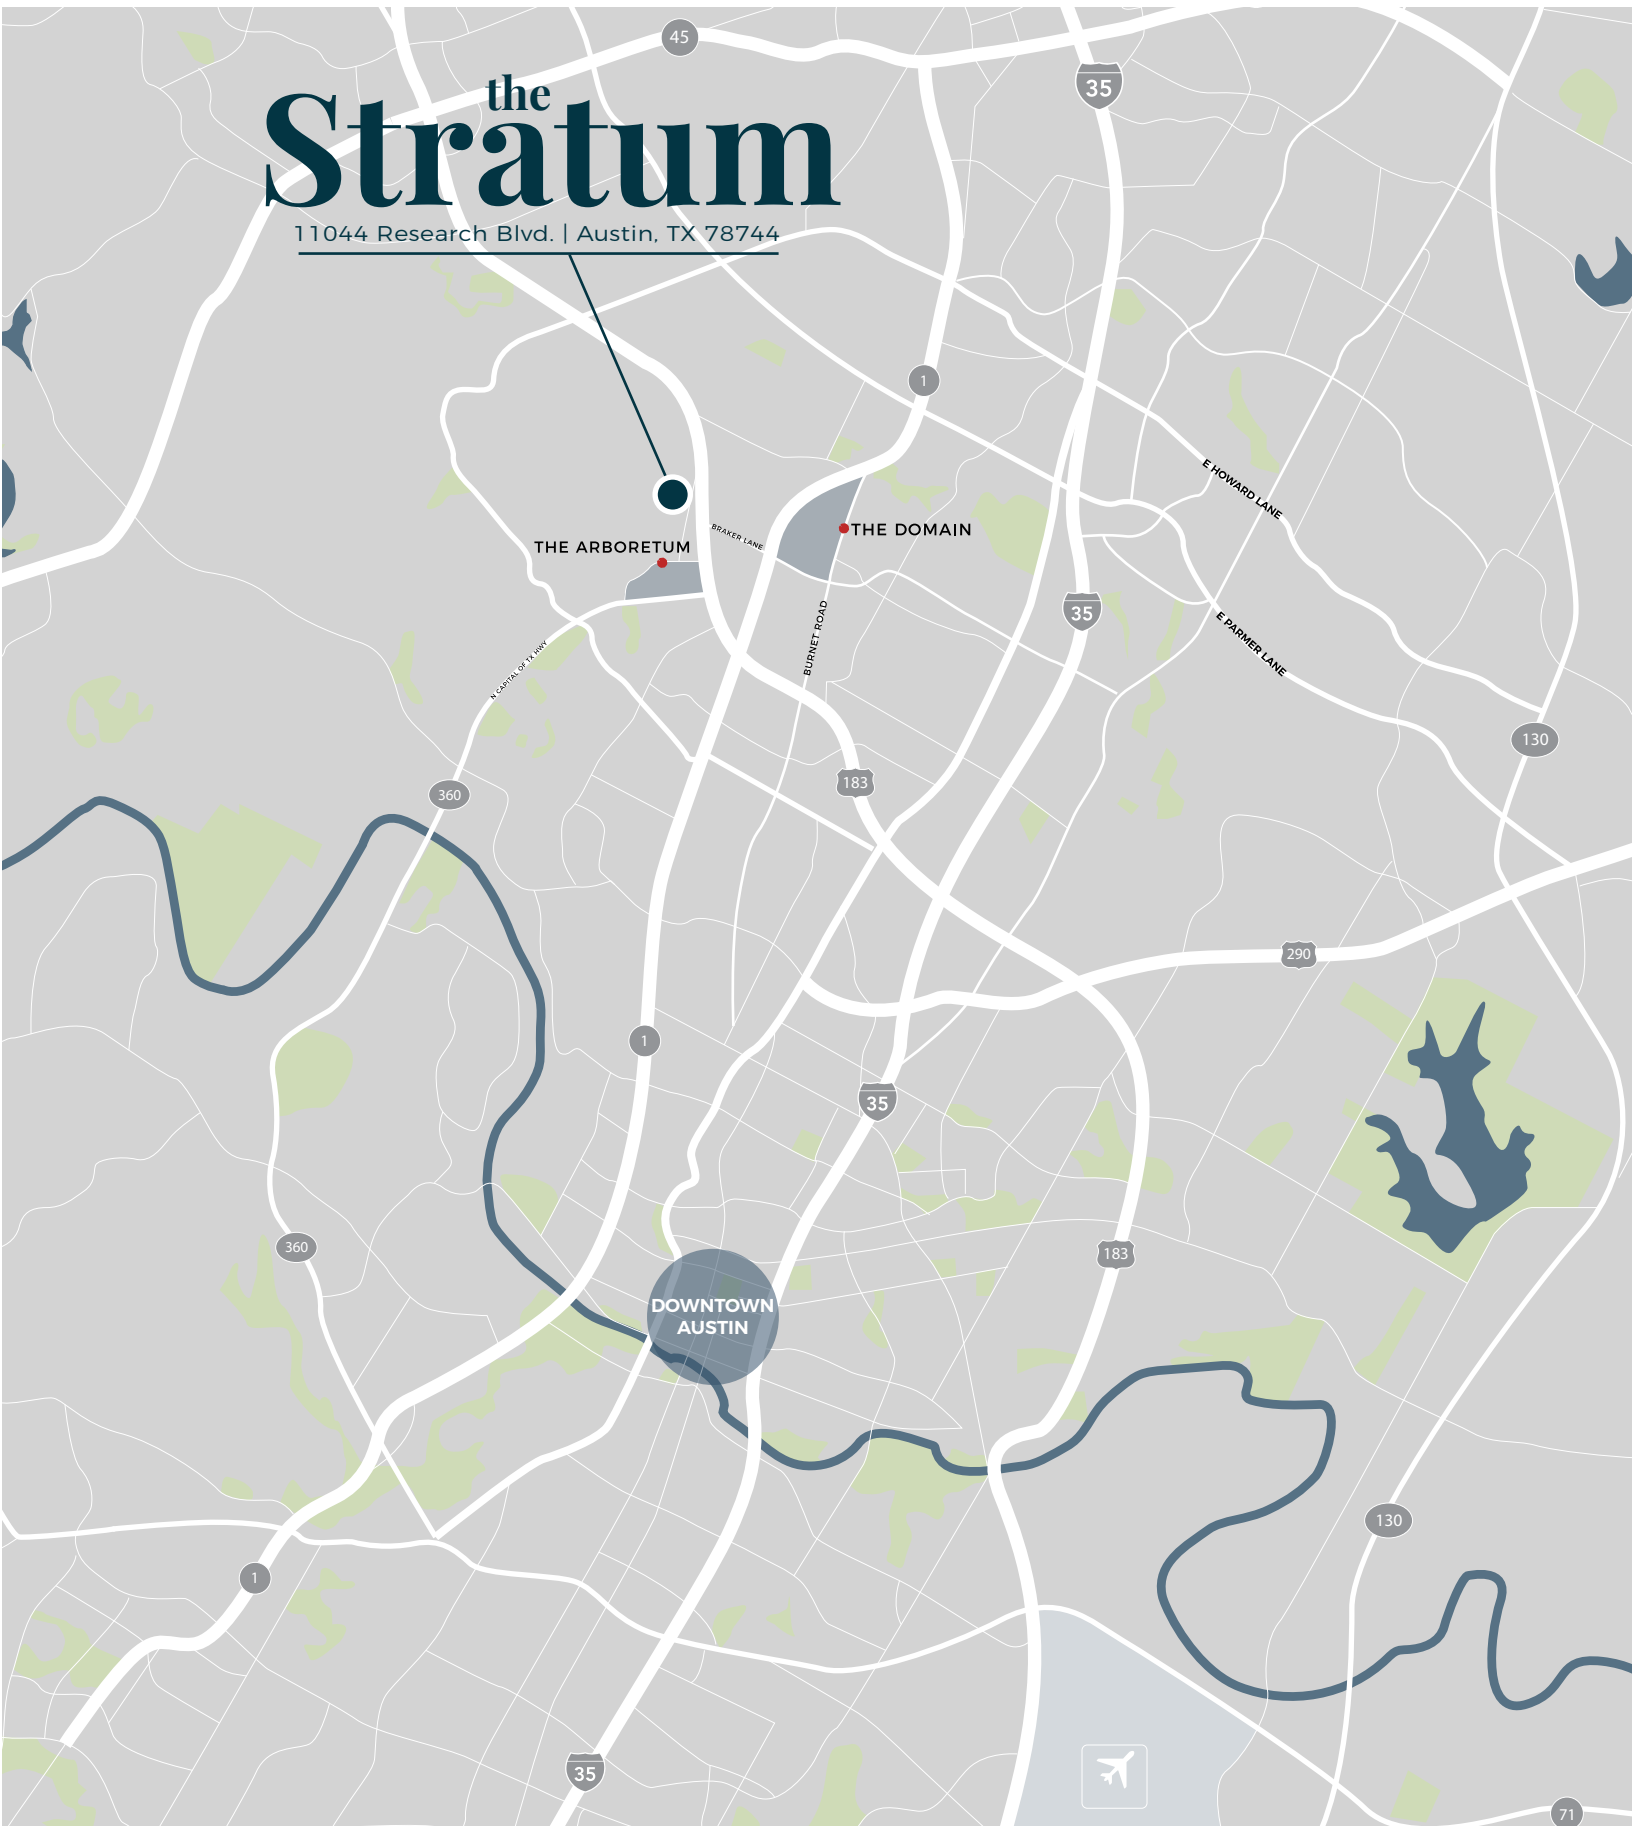 45
35
the
Stratum
11044 Research Blvd. | Austin, TX 78744
1
E HOWARD LANE
BRAKER LANE
THE DOMAIN
THE ARBORETUM
35
BURNET ROAD
E PARMER LANE
N CAPITAL OF TX HWY
130
183
360
290
1
35
360
183
DOWNTOWN
AUSTIN
130
1
35
71